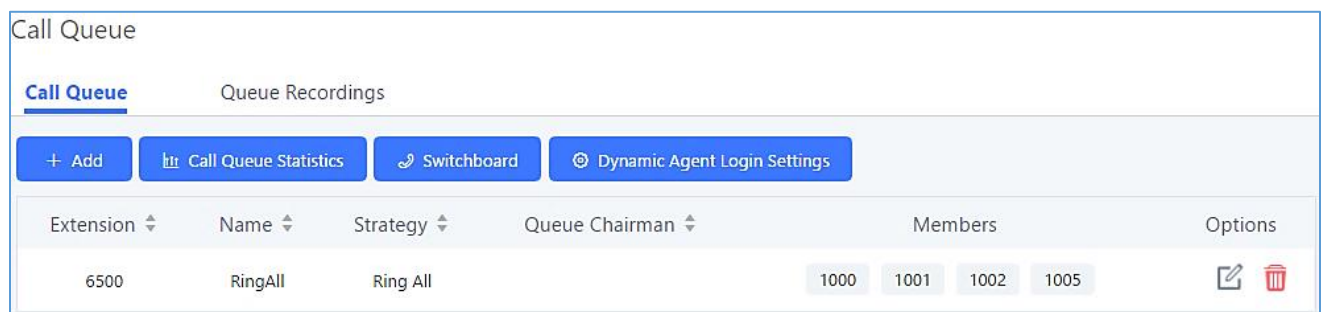 Call Queue
Call Queue Queue Recordings
+ Add Call Queue Statistics Switchboard Dynamic Agent Login Settings
Extension Name Strategy Queue Chairman Members Options
6500 RingAll Ring All 1000 1001 1002 1005